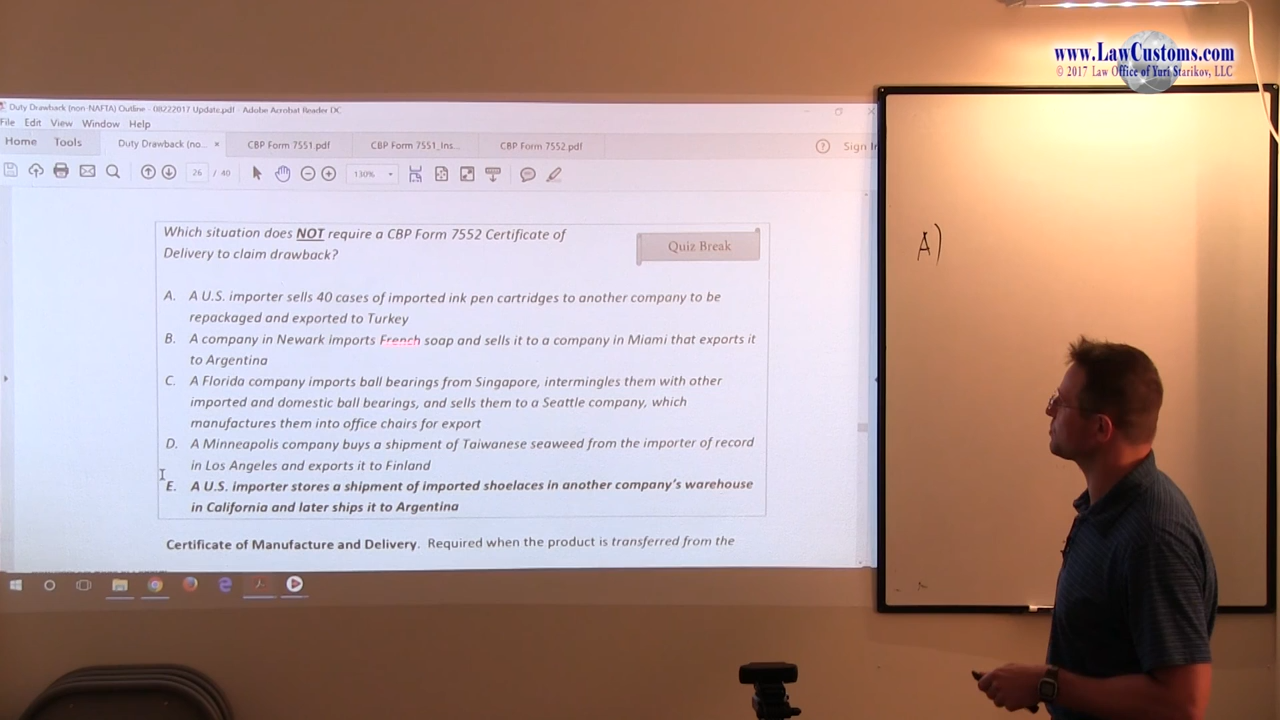 www.LawCustoms.com
© 2017 Law Office of Yuri Starikov, LLC
Duty Drawback (non-NAFTA) Outline - 08222017 Update.pdf - Adobe Acrobat Reader DC
File Edit View Window Help
Home Tools Duty Drawback (no... × CBP Form 7551.pdf CBP Form 7551_Ins... CBP Form 7552.pdf ? Sign In
26 / 40 130%
Which situation does NOT require a CBP Form 7552 Certificate of
Delivery to claim drawback?
Quiz Break
A. A U.S. importer sells 40 cases of imported ink pen cartridges to another company to be
repackaged and exported to Turkey
B. A company in Newark imports French soap and sells it to a company in Miami that exports it
to Argentina
C. A Florida company imports ball bearings from Singapore, intermingles them with other
imported and domestic ball bearings, and sells them to a Seattle company, which
manufactures them into office chairs for export
D. A Minneapolis company buys a shipment of Taiwanese seaweed from the importer of record
in Los Angeles and exports it to Finland
E. A U.S. importer stores a shipment of imported shoelaces in another company's warehouse
in California and later ships it to Argentina
Certificate of Manufacture and Delivery. Required when the product is transferred from the
A)